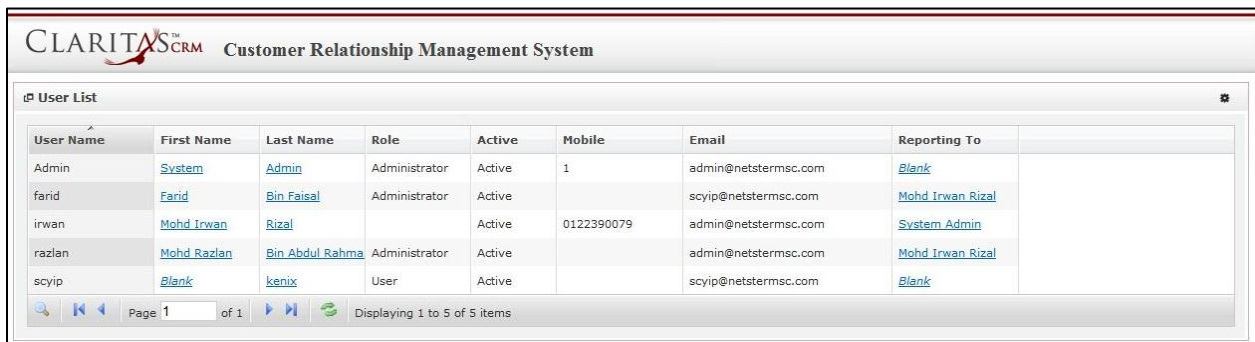 CLARITAS CRM™ Customer Relationship Management System
User List
User Name First Name Last Name Role Active Mobile Email Reporting To
Admin System Admin Administrator Active 1 admin@netstermsc.com Blank
farid Farid Bin Faisal Administrator Active scyip@netstermsc.com Mohd Irwan Rizal
irwan Mohd Irwan Rizal Active 0122390079 admin@netstermsc.com System Admin
razlan Mohd Razlan Bin Abdul Rahma Administrator Active admin@netstermsc.com Mohd Irwan Rizal
scyip Blank kenix User Active scyip@netstermsc.com Blank
Page 1 of 1 Displaying 1 to 5 of 5 items